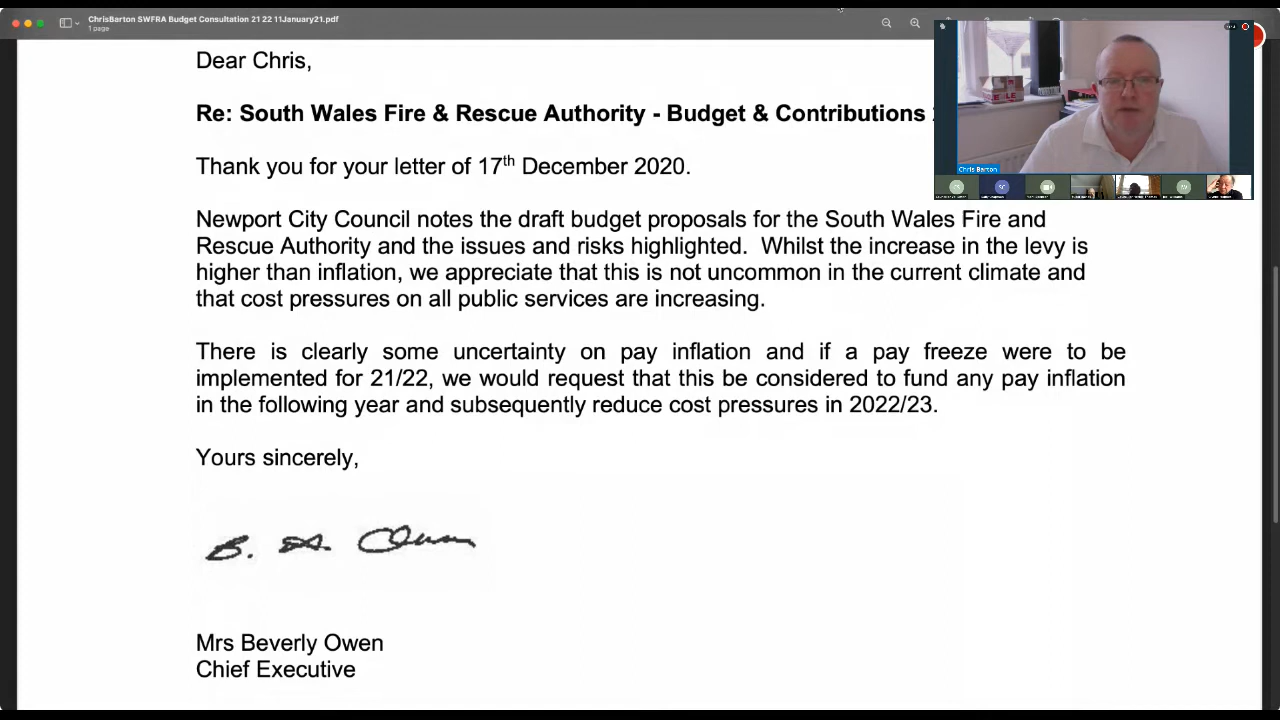 ChrisBarton SWFRA Budget Consultation 21 22 11January21.pdf
1 page
Dear Chris,
Re: South Wales Fire & Rescue Authority - Budget & Contributions
Thank you for your letter of 17th December 2020.
Newport City Council notes the draft budget proposals for the South Wales Fire and
Rescue Authority and the issues and risks highlighted. Whilst the increase in the levy is
higher than inflation, we appreciate that this is not uncommon in the current climate and
that cost pressures on all public services are increasing.
There is clearly some uncertainty on pay inflation and if a pay freeze were to be
implemented for 21/22, we would request that this be considered to fund any pay inflation
in the following year and subsequently reduce cost pressures in 2022/23.
Yours sincerely,
B. A. Owen
Mrs Beverly Owen
Chief Executive
Chris Barton
CS
SC